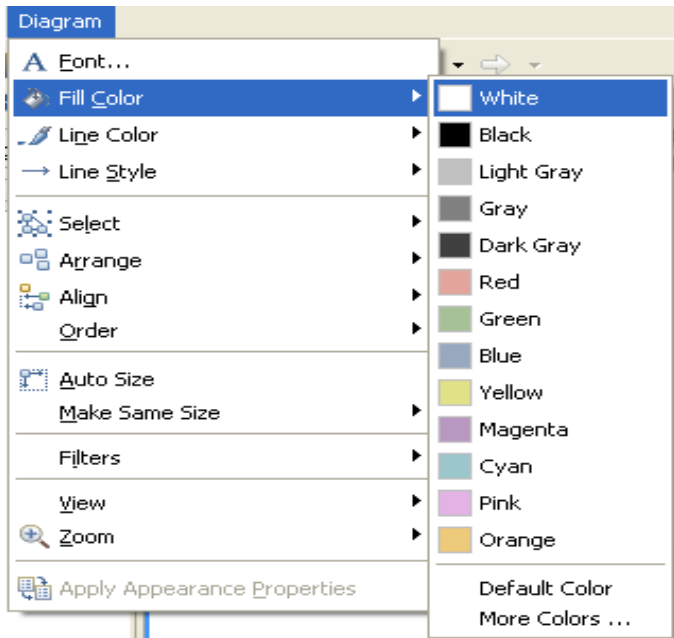 Diagram
Font...
Fill Color
Line Color
Line Style
Select
Arrange
Align
Order
Auto Size
Make Same Size
Filters
View
Zoom
Apply Appearance Properties
White
Black
Light Gray
Gray
Dark Gray
Red
Green
Blue
Yellow
Magenta
Cyan
Pink
Orange
Default Color
More Colors ...